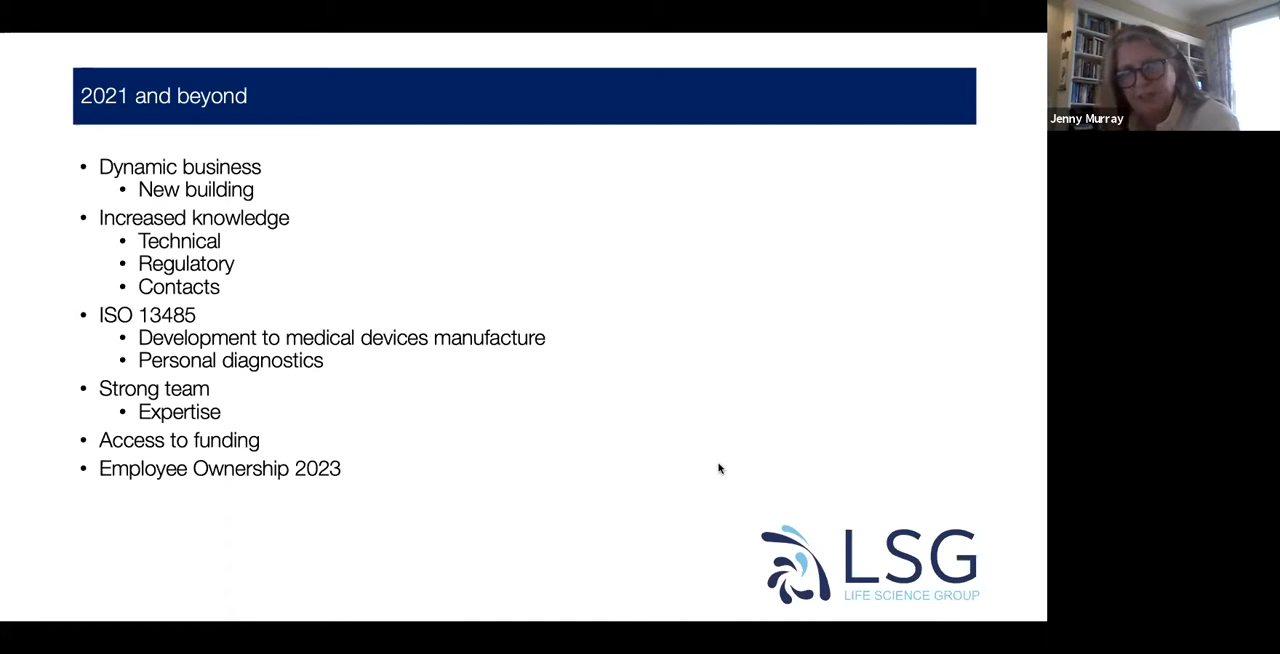 2021 and beyond
• Dynamic business
• New building
• Increased knowledge
• Technical
• Regulatory
• Contacts
• ISO 13485
• Development to medical devices manufacture
• Personal diagnostics
• Strong team
• Expertise
• Access to funding
• Employee Ownership 2023
LSG
LIFE SCIENCE GROUP
Jenny Murray